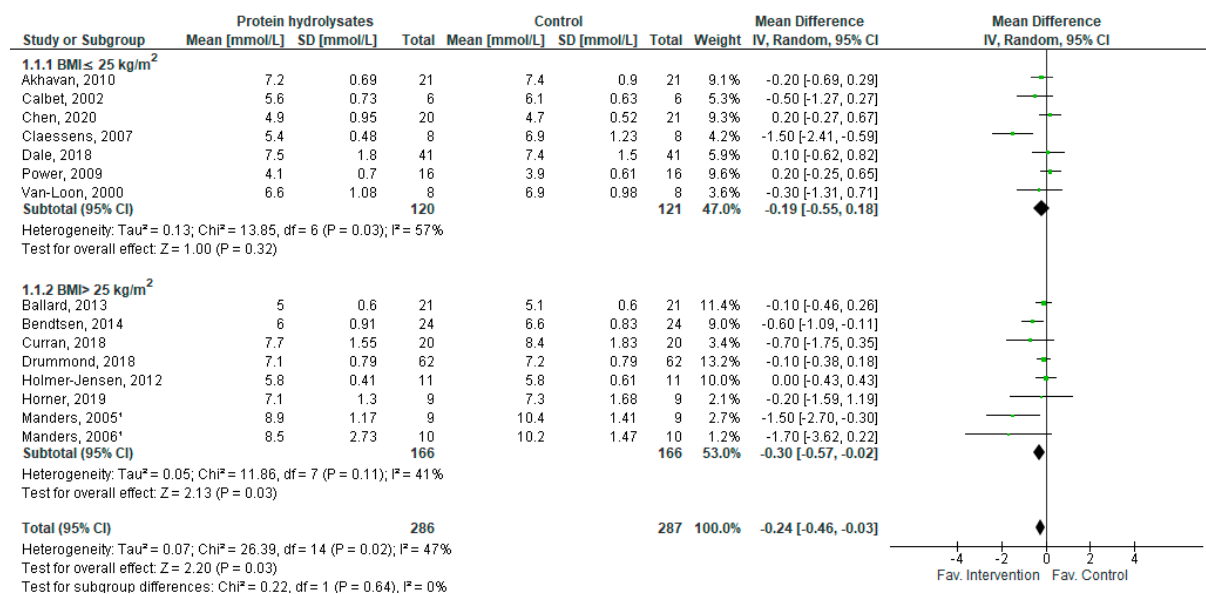 Protein hydrolysates Control Mean Difference Mean Difference
Study or Subgroup Mean [mmol/L] SD [mmol/L] Total Mean [mmol/L] SD [mmol/L] Total Weight IV, Random, 95% CI IV, Random, 95% CI
1.1.1 BMI≤ 25 kg/m²
Akhavan, 2010 7.2 0.69 21 7.4 0.9 21 9.1% -0.20 [-0.69, 0.29]
Calbet, 2002 5.6 0.73 6 6.1 0.63 6 5.3% -0.50 [-1.27, 0.27]
Chen, 2020 4.9 0.95 20 4.7 0.52 21 9.3% 0.20 [-0.27, 0.67]
Claessens, 2007 5.4 0.48 8 6.9 1.23 8 4.2% -1.50 [-2.41, -0.59]
Dale, 2018 7.5 1.8 41 7.4 1.5 41 5.9% 0.10 [-0.62, 0.82]
Power, 2009 4.1 0.7 16 3.9 0.61 16 9.6% 0.20 [-0.25, 0.65]
Van-Loon, 2000 6.6 1.08 8 6.9 0.98 8 3.6% -0.30 [-1.31, 0.71]
Subtotal (95% CI) 120 121 47.0% -0.19 [-0.55, 0.18]
Heterogeneity: Tau² = 0.13; Chi² = 13.85, df = 6 (P = 0.03); I² = 57%
Test for overall effect: Z = 1.00 (P = 0.32)
1.1.2 BMI> 25 kg/m²
Ballard, 2013 5 0.6 21 5.1 0.6 21 11.4% -0.10 [-0.46, 0.26]
Bendtsen, 2014 6 0.91 24 6.6 0.83 24 9.0% -0.60 [-1.09, -0.11]
Curran, 2018 7.7 1.55 20 8.4 1.83 20 3.4% -0.70 [-1.75, 0.35]
Drummond, 2018 7.1 0.79 62 7.2 0.79 62 13.2% -0.10 [-0.38, 0.18]
Holmer-Jensen, 2012 5.8 0.41 11 5.8 0.61 11 10.0% 0.00 [-0.43, 0.43]
Horner, 2019 7.1 1.3 9 7.3 1.68 9 2.1% -0.20 [-1.59, 1.19]
Manders, 2005¹ 8.9 1.17 9 10.4 1.41 9 2.7% -1.50 [-2.70, -0.30]
Manders, 2006¹ 8.5 2.73 10 10.2 1.47 10 1.2% -1.70 [-3.62, 0.22]
Subtotal (95% CI) 166 166 53.0% -0.30 [-0.57, -0.02]
Heterogeneity: Tau² = 0.05; Chi² = 11.86, df = 7 (P = 0.11); I² = 41%
Test for overall effect: Z = 2.13 (P = 0.03)
Total (95% CI) 286 287 100.0% -0.24 [-0.46, -0.03]
Heterogeneity: Tau² = 0.07; Chi² = 26.39, df = 14 (P = 0.02); I² = 47%
Test for overall effect: Z = 2.20 (P = 0.03)
Test for subgroup differences: Chi² = 0.22, df = 1 (P = 0.64), I² = 0%
-4 -2 0 2 4
Fav. Intervention Fav. Control